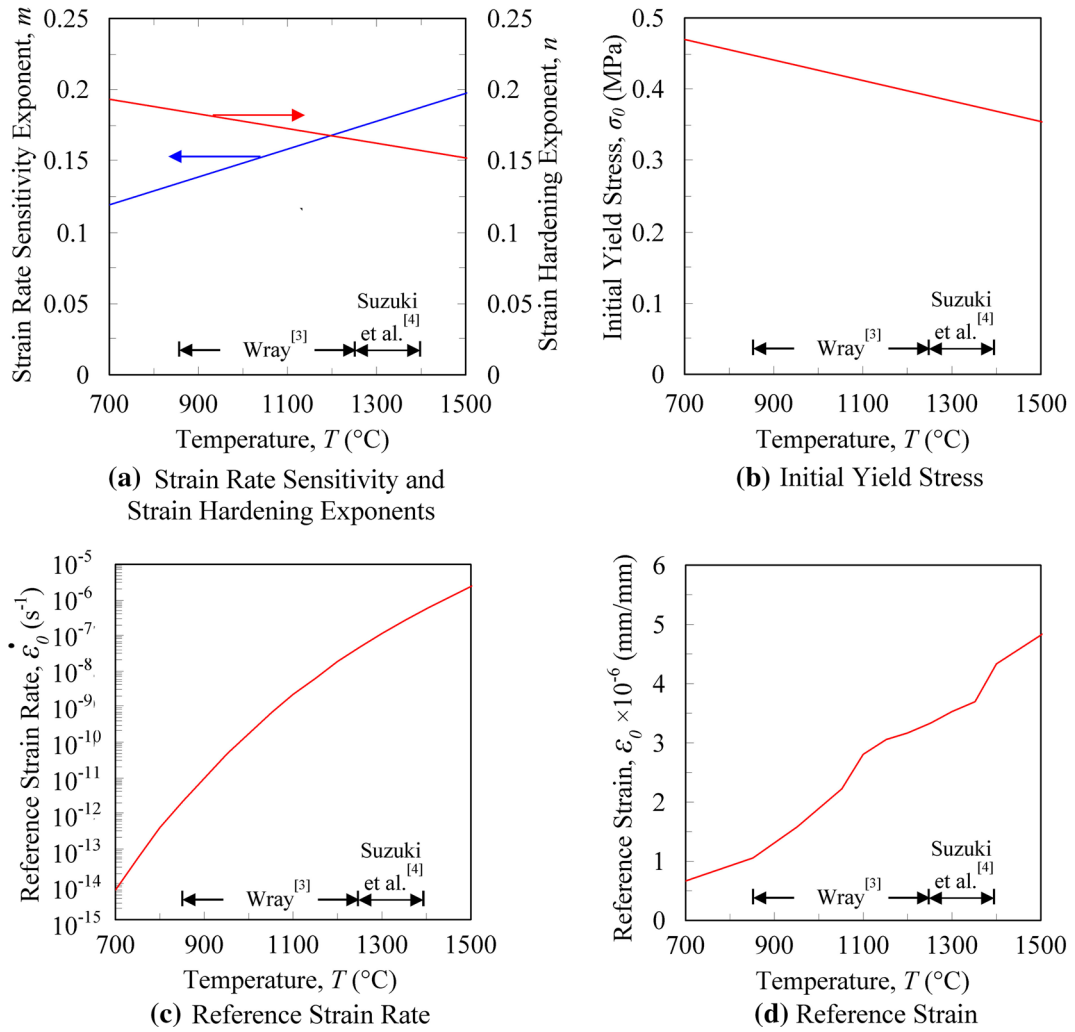 Strain Rate Sensitivity Exponent, m
0.25
0.2
0.15
0.1
0.05
0
0.25
0.2
0.15
0.1
0.05
0
Strain Hardening Exponent, n
Wray[3]
Suzuki
et al.[4]
700 900 1100 1300 1500
Temperature, T (°C)
(a) Strain Rate Sensitivity and
Strain Hardening Exponents
Initial Yield Stress, σ0 (MPa)
0.5
0.4
0.3
0.2
0.1
0
Wray[3]
Suzuki
et al.[4]
700 900 1100 1300 1500
Temperature, T (°C)
(b) Initial Yield Stress
Reference Strain Rate, ε̇0 (s-1)
10-5
10-6
10-7
10-8
10-9
10-10
10-11
10-12
10-13
10-14
10-15
Wray[3]
Suzuki
et al.[4]
700 900 1100 1300 1500
Temperature, T (°C)
(c) Reference Strain Rate
Reference Strain, ε0 ×10-6 (mm/mm)
6
5
4
3
2
1
0
Wray[3]
Suzuki
et al.[4]
700 900 1100 1300 1500
Temperature, T (°C)
(d) Reference Strain